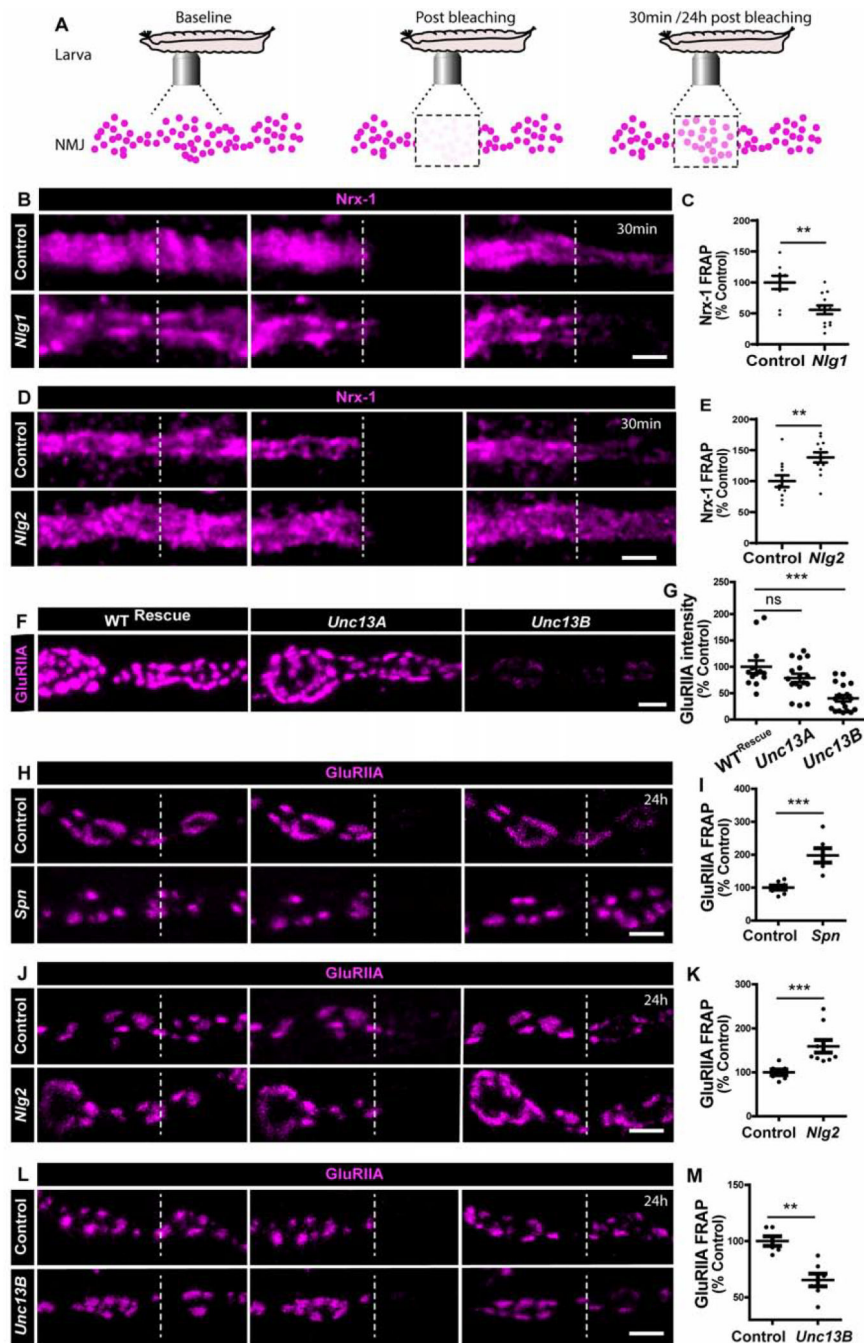 A
Baseline
Post bleaching
30min /24h post bleaching
Larva
NMJ
B
Nrx-1
Control
30min
Nlg1
C
Nrx-1 FRAP
(% Control)
200
150
100
50
0
**
Control Nlg1
D
Nrx-1
Control
30min
Nlg2
E
Nrx-1 FRAP
(% Control)
200
150
100
50
0
**
Control Nlg2
F
WT Rescue
Unc13A
Unc13B
GluRIIA
G
GluRIIA intensity
(% Control)
250
200
150
100
50
0
***
ns
WTRescue
Unc13A
Unc13B
H
GluRIIA
Control
24h
Spn
I
GluRIIA FRAP
(% Control)
400
300
200
100
0
***
Control Spn
J
GluRIIA
Control
24h
Nlg2
K
GluRIIA FRAP
(% Control)
300
200
100
0
***
Control Nlg2
L
GluRIIA
Control
24h
Unc13B
M
GluRIIA FRAP
(% Control)
150
100
50
**
Control Unc13B